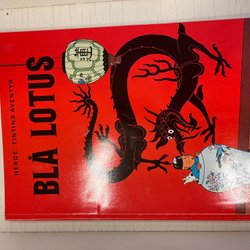 HERGÉ: TINTINS ÄVENTYR
BLÅ LOTUS